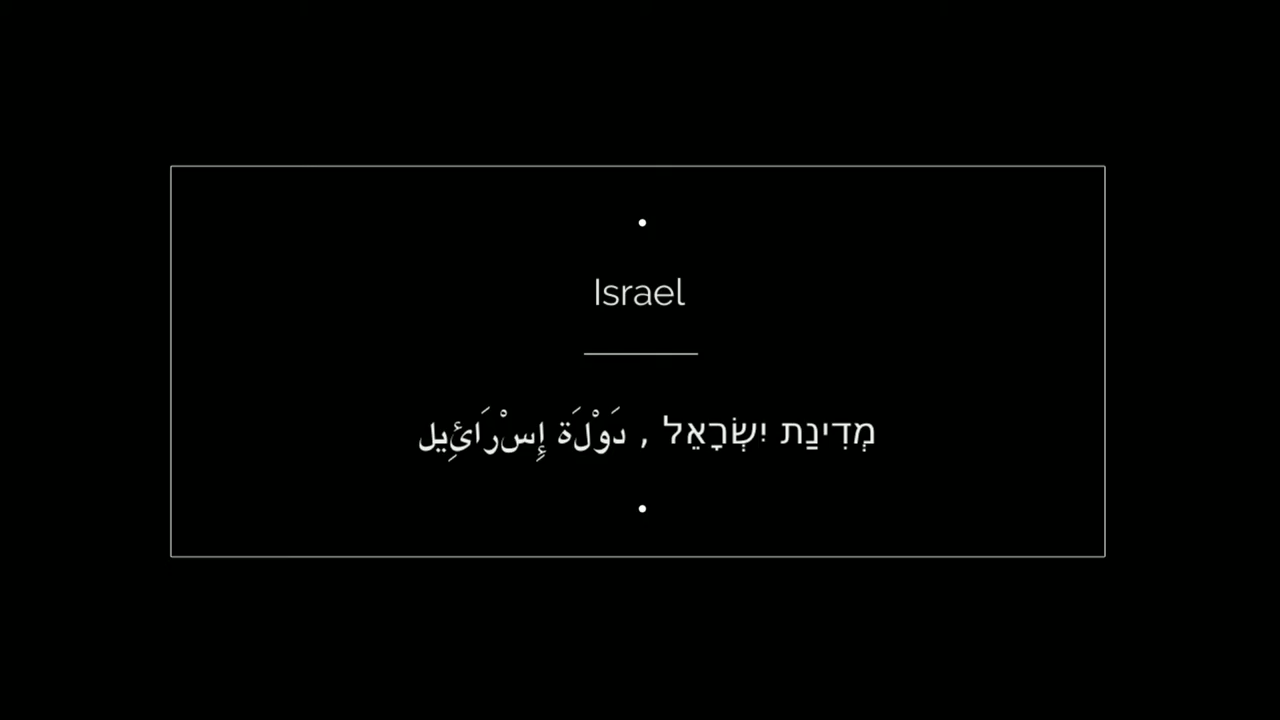 Israel
מְדִינַת יִשְׂרָאֵל , دَوْلَة إِسْرَائِيل